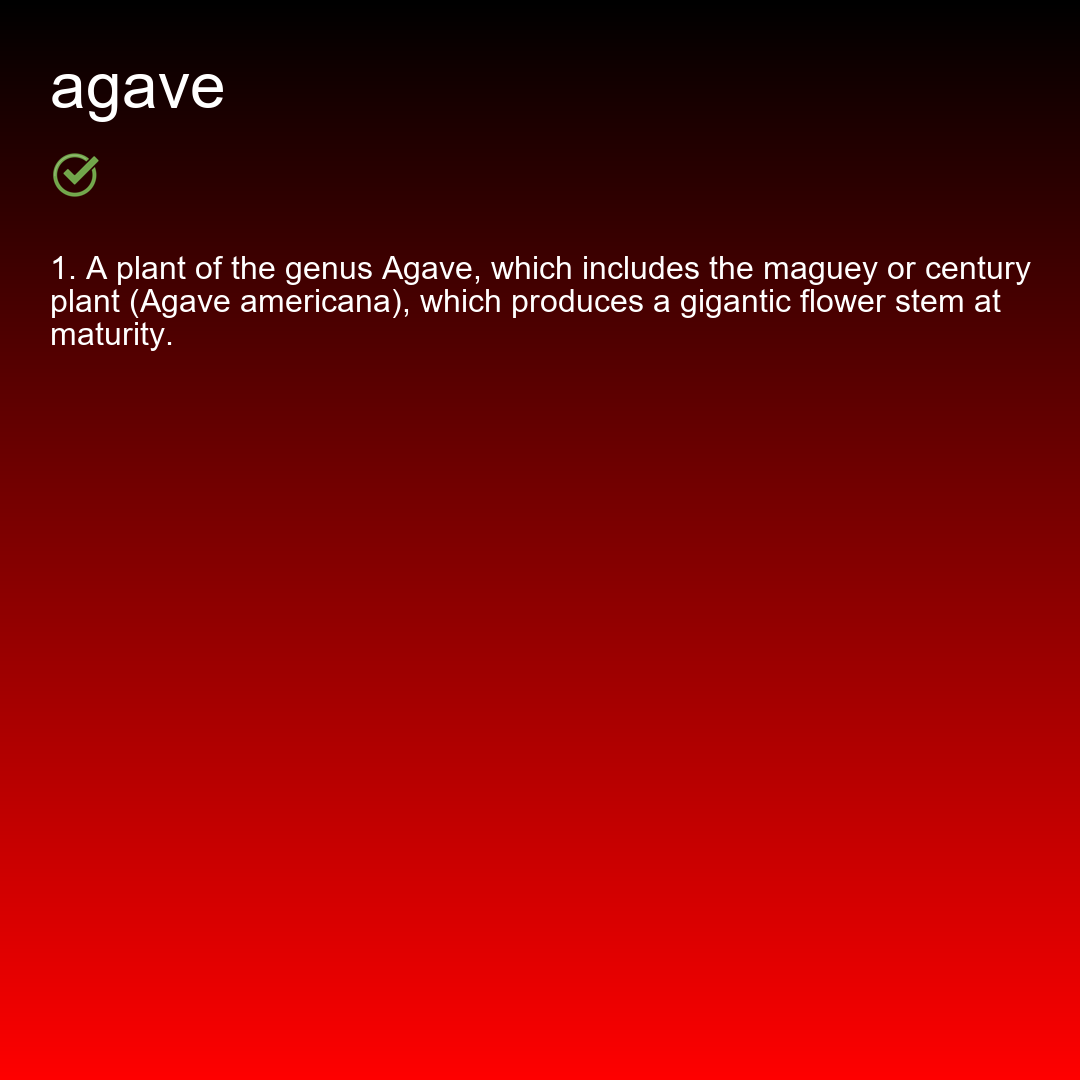 agave
1. A plant of the genus Agave, which includes the maguey or century
plant (Agave americana), which produces a gigantic flower stem at
maturity.